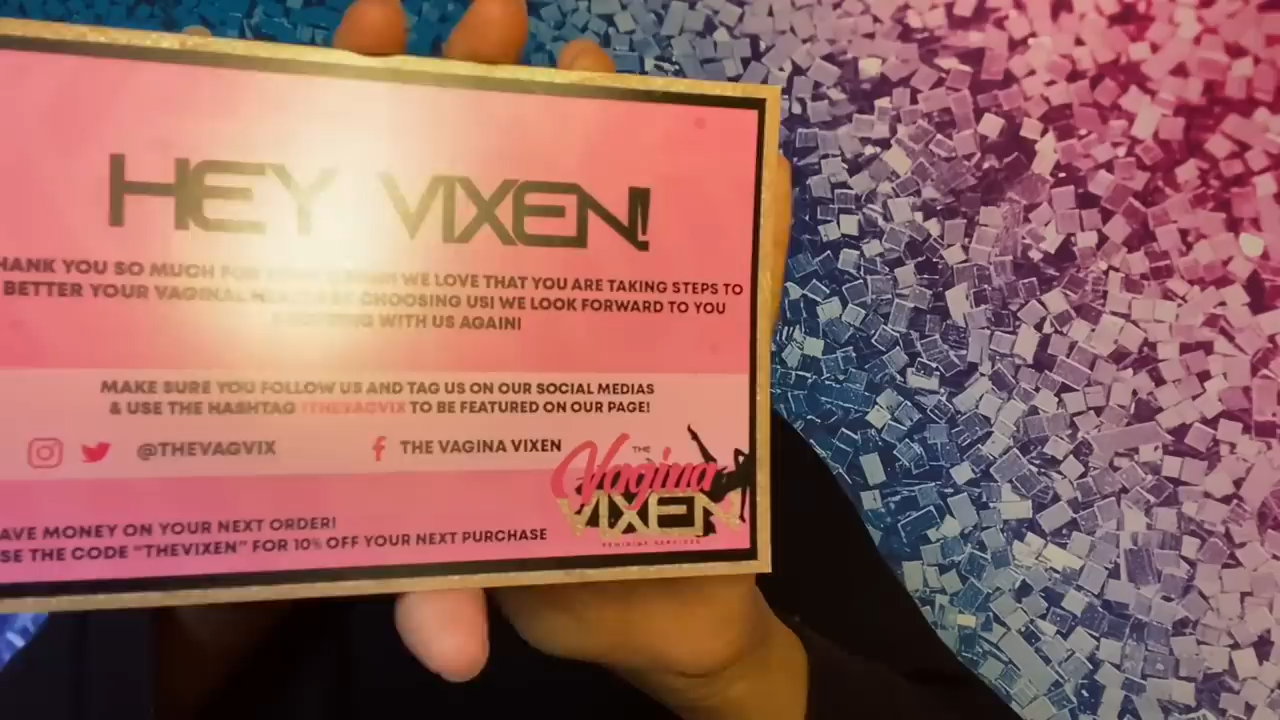 HEY VIXEN!
HANK YOU SO MUCH FOR WE LOVE THAT YOU ARE TAKING STEPS TO
BETTER YOUR VAGINAL CHOOSING US! WE LOOK FORWARD TO YOU
WITH US AGAIN!
MAKE SURE YOU FOLLOW US AND TAG US ON OUR SOCIAL MEDIAS
& USE THE HASHTAG #THEVAGVIX TO BE FEATURED ON OUR PAGE!
@THEVAGVIX THE VAGINA VIXEN
THE
Vagina
VIXEN
FEMININE SERVICES
AVE MONEY ON YOUR NEXT ORDER!
SE THE CODE "THEVIXEN" FOR 10% OFF YOUR NEXT PURCHASE